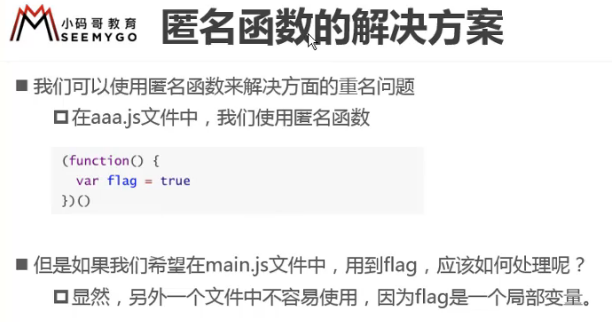 小码哥教育
SEEMYGO
匿名函数的解决方案
我们可以使用匿名函数来解决方面的重名问题
在aaa.js文件中，我们使用匿名函数
(function() {
var flag = true
})()
但是如果我们希望在main.js文件中，用到flag，应该如何处理呢？
显然，另外一个文件中不容易使用，因为flag是一个局部变量。